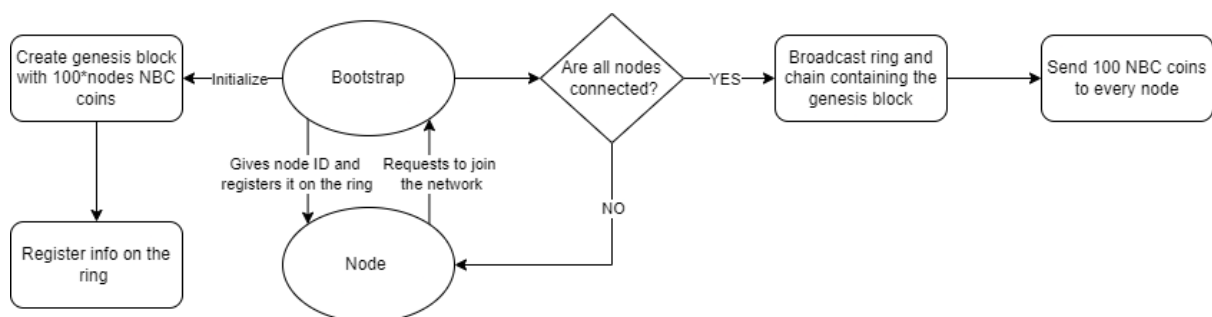 Create genesis block
with 100*nodes NBC
coins
Initialize
Bootstrap
Are all nodes
connected?
YES
Broadcast ring and
chain containing the
genesis block
Send 100 NBC coins
to every node
Gives node ID and
registers it on the ring
Requests to join
the network
NO
Register info on the
ring
Node